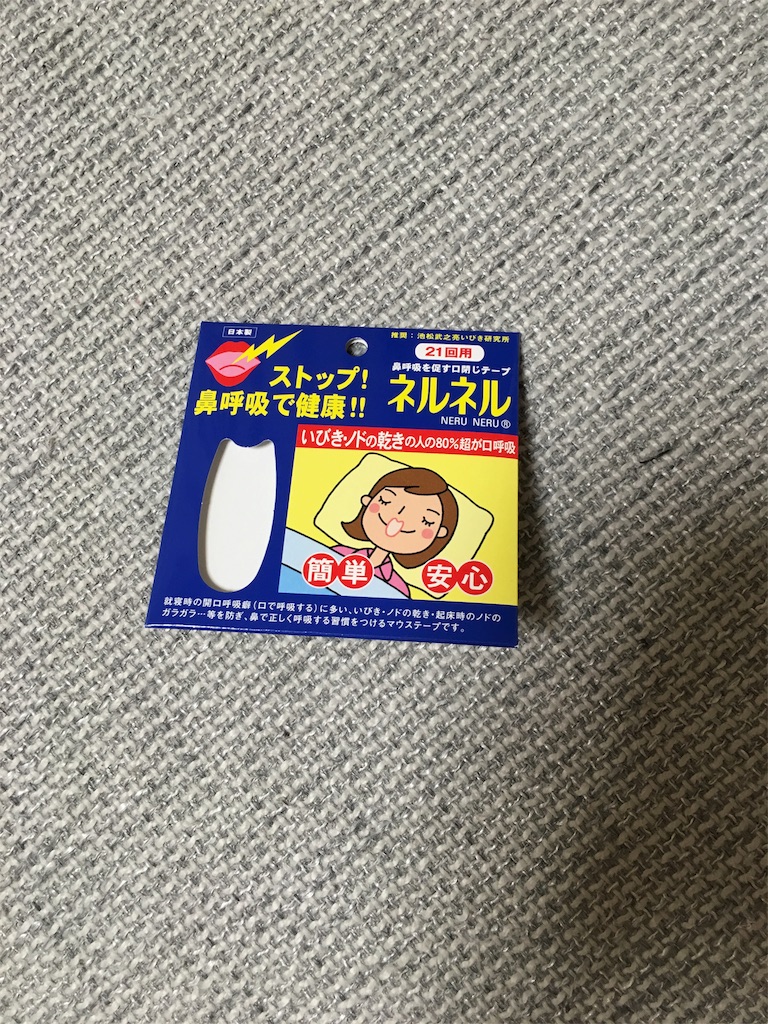 日本製
推奨：池松武之亮いびき研究所
21回用
鼻呼吸を促す口閉じテープ
ストップ!
鼻呼吸で健康!!
ネルネル
NERU NERU®
いびき・ノドの乾きの人の80%超が口呼吸
簡単 安心
就寝時の開口呼吸癖（口で呼吸する）に多い、いびき・ノドの乾き・起床時のノドの
ガラガラ…等を防ぎ、鼻で正しく呼吸する習慣をつけるマウステープです。